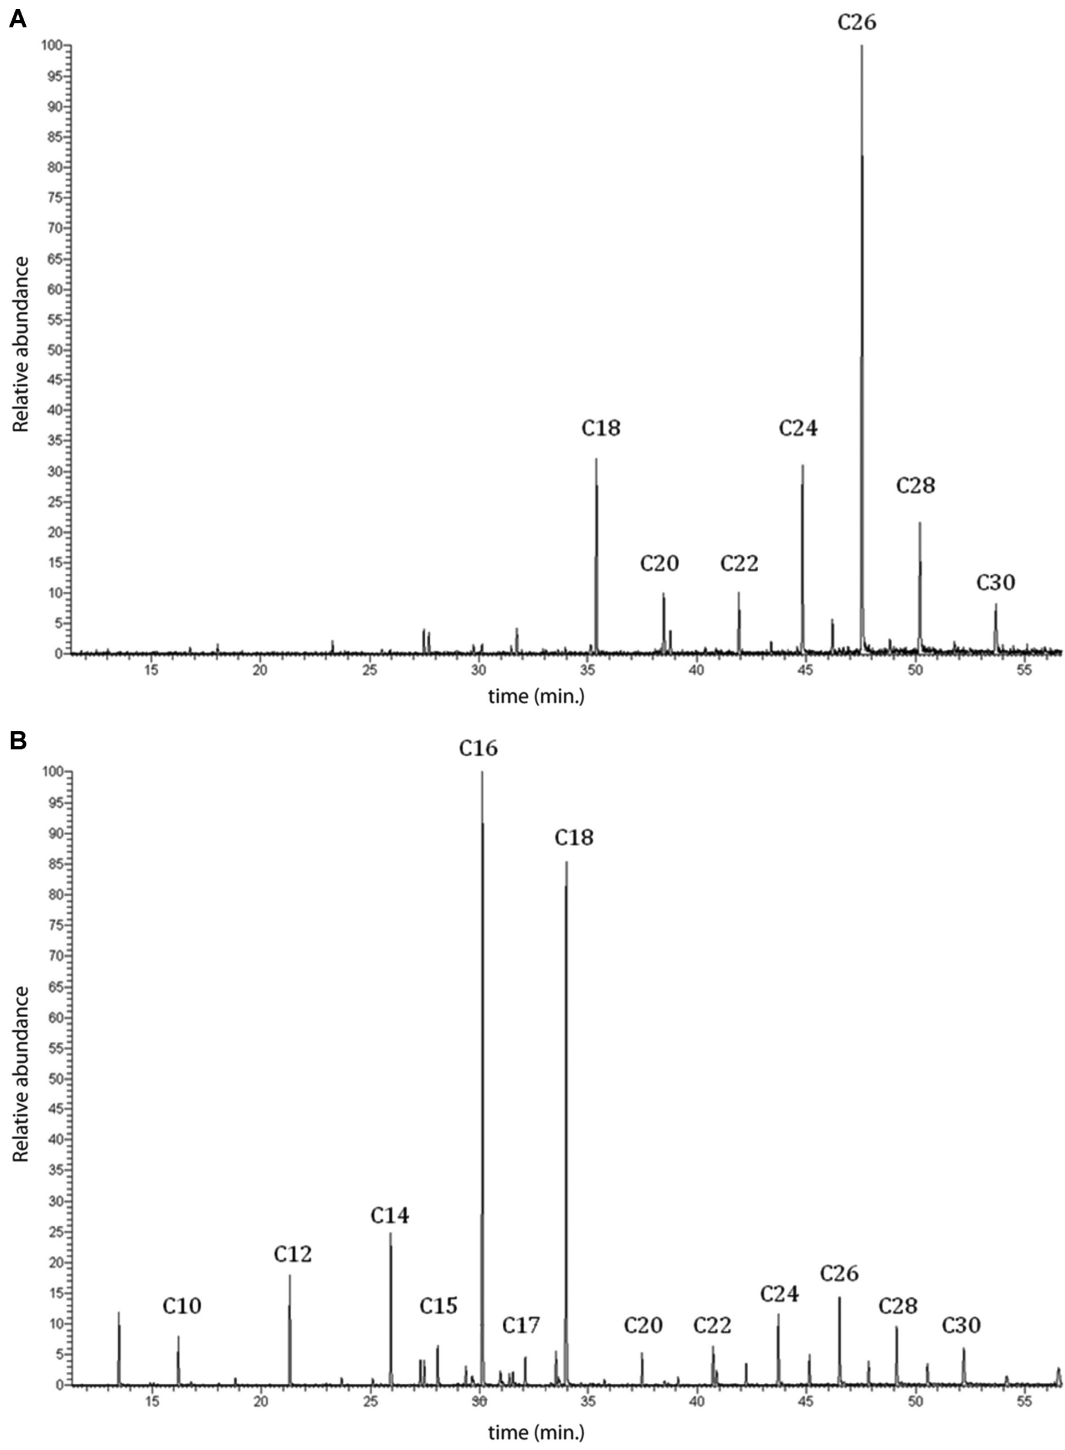 A
C26
100
95
90
85
80
75
70
65
60
55
50
45
40
35
30
25
20
15
10
5
0
Relative abundance
C18
C24
C28
C20
C22
C30
15 20 25 30 35 40 45 50 55
time (min.)
B
C16
100
95
90
85
80
75
70
65
60
55
50
45
40
35
30
25
20
15
10
5
0
Relative abundance
C18
C14
C12
C26
C24
C10
C15
C28
C17
C20
C22
C30
15 20 25 30 35 40 45 50 55
time (min.)